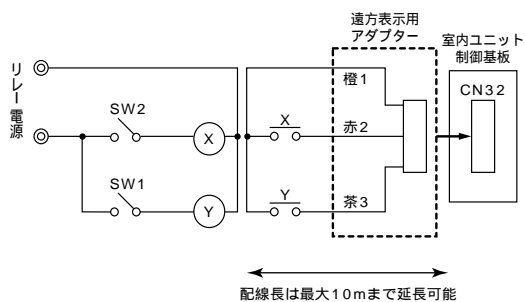 遠方表示用
アダプター
室内ユニット
制御基板
リレー電源
橙1
CN32
SW2
X
X
赤2
SW1
Y
Y
茶3
配線長は最大10mまで延長可能